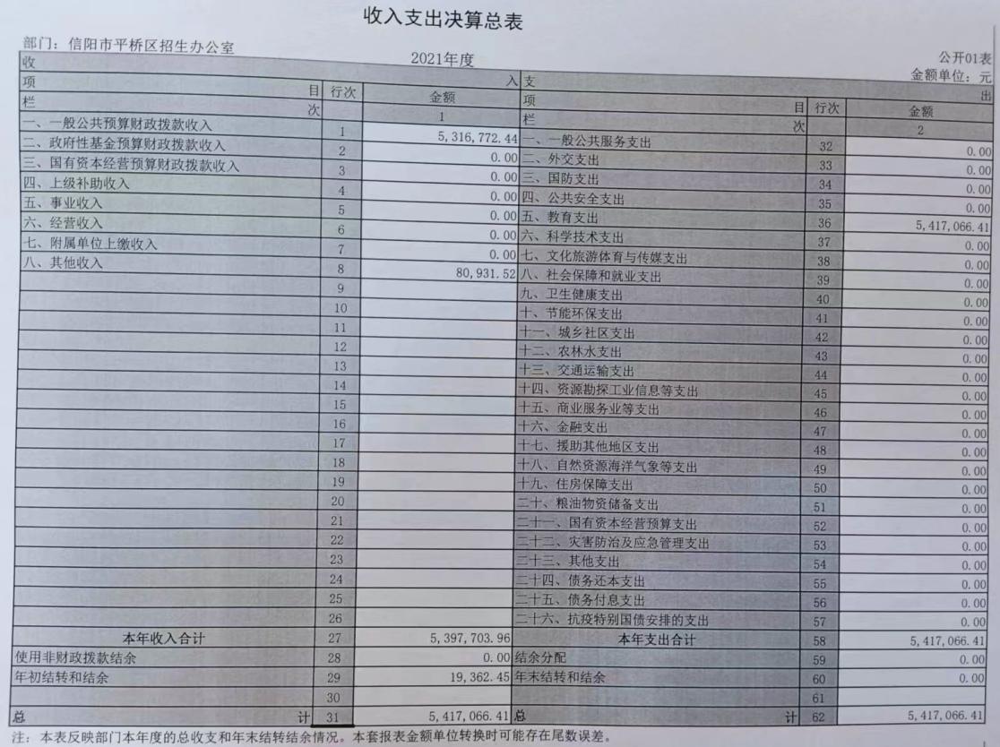 收入支出决算总表
部门：信阳市平桥区招生办公室
2021年度
公开01表
金额单位：元
收 入 支 出
项 目 行次 金额 项 目 行次 金额
栏 次 1 栏 次 2
一、一般公共预算财政拨款收入 1 5,316,772.44 一、一般公共服务支出 32 0.00
二、政府性基金预算财政拨款收入 2 0.00 二、外交支出 33 0.00
三、国有资本经营预算财政拨款收入 3 0.00 三、国防支出 34 0.00
四、上级补助收入 4 0.00 四、公共安全支出 35 0.00
五、事业收入 5 0.00 五、教育支出 36 5,417,066.41
六、经营收入 6 0.00 六、科学技术支出 37 0.00
七、附属单位上缴收入 7 0.00 七、文化旅游体育与传媒支出 38 0.00
八、其他收入 8 80,931.52 八、社会保障和就业支出 39 0.00
9 九、卫生健康支出 40 0.00
10 十、节能环保支出 41 0.00
11 十一、城乡社区支出 42 0.00
12 十二、农林水支出 43 0.00
13 十三、交通运输支出 44 0.00
14 十四、资源勘探工业信息等支出 45 0.00
15 十五、商业服务业等支出 46 0.00
16 十六、金融支出 47 0.00
17 十七、援助其他地区支出 48 0.00
18 十八、自然资源海洋气象等支出 49 0.00
19 十九、住房保障支出 50 0.00
20 二十、粮油物资储备支出 51 0.00
21 二十一、国有资本经营预算支出 52 0.00
22 二十二、灾害防治及应急管理支出 53 0.00
23 二十三、其他支出 54 0.00
24 二十四、债务还本支出 55 0.00
25 二十五、债务付息支出 56 0.00
26 二十六、抗疫特别国债安排的支出 57 0.00
本年收入合计 27 5,397,703.96 本年支出合计 58 5,417,066.41
使用非财政拨款结余 28 0.00 结余分配 59 0.00
年初结转和结余 29 19,362.45 年末结转和结余 60 0.00
30 61
总 计 31 5,417,066.41 总 计 62 5,417,066.41
注：本表反映部门本年度的总收支和年末结转结余情况。本套报表金额单位转换时可能存在尾数误差。